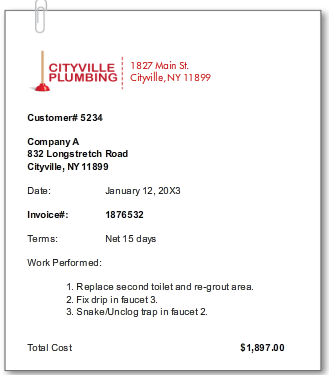 CITYVILLE
PLUMBING
1827 Main St.
Cityville, NY 11899
Customer# 5234
Company A
832 Longstretch Road
Cityville, NY 11899
Date: January 12, 20X3
Invoice#: 1876532
Terms: Net 15 days
Work Performed:
1. Replace second toilet and re-grout area.
2. Fix drip in faucet 3.
3. Snake/Unclog trap in faucet 2.
Total Cost $1,897.00